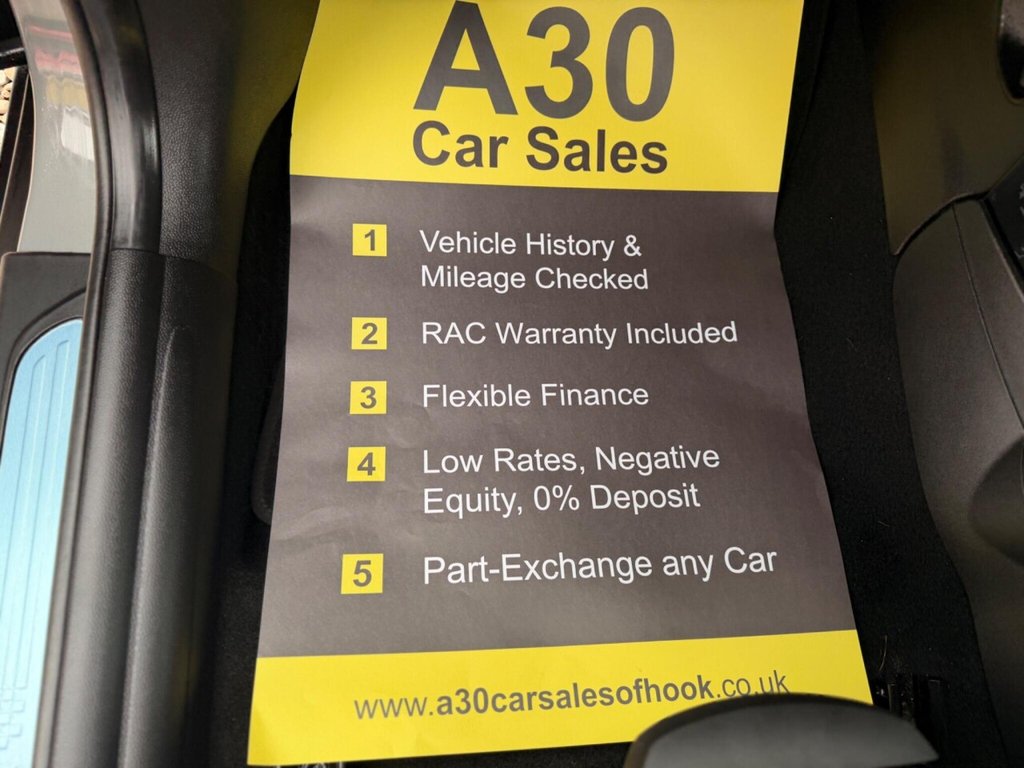 A30
Car Sales
1 Vehicle History &
Mileage Checked
2 RAC Warranty Included
3 Flexible Finance
4 Low Rates, Negative
Equity, 0% Deposit
5 Part-Exchange any Car
www.a30carsalesofhook.co.uk